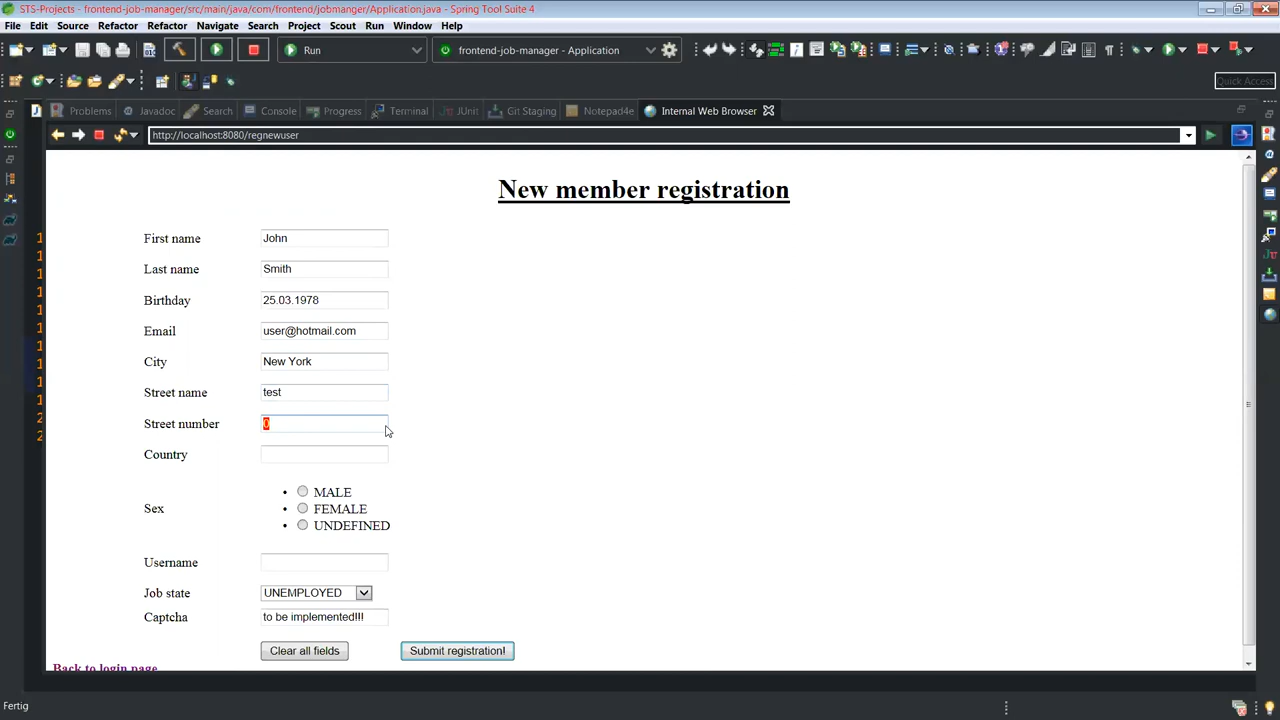 STS-Projects - frontend-job-manager/src/main/java/com/frontend/jobmanger/Application.java - Spring Tool Suite 4
File Edit Source Refactor Refactor Navigate Search Project Scout Run Window Help
Run
frontend-job-manager - Application
Quick Access
Problems Javadoc Search Console Progress Terminal JUnit Git Staging Notepad4e Internal Web Browser
http://localhost:8080/regnewuser
New member registration
First name John
Last name Smith
Birthday 25.03.1978
Email user@hotmail.com
City New York
Street name test
Street number 0
Country
Sex
• MALE
• FEMALE
• UNDEFINED
Username
Job state UNEMPLOYED
Captcha to be implemented!!!
Clear all fields Submit registration!
Back to login page
Fertig